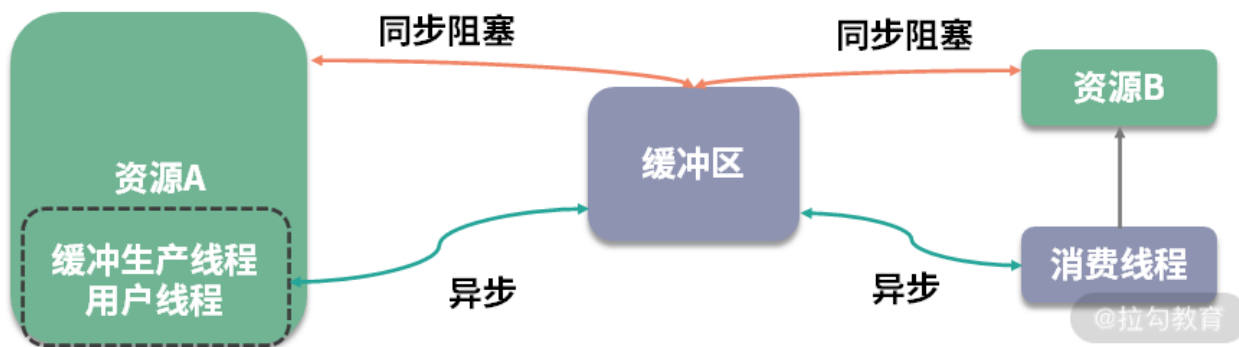 同步阻塞
同步阻塞
资源B
缓冲区
资源A
缓冲生产线程
用户线程
消费线程
异步
异步
@拉勾教育